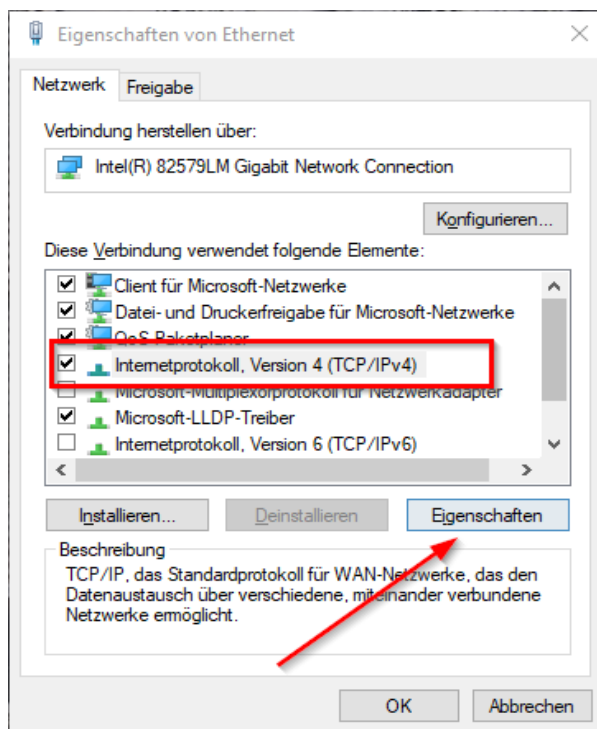 Eigenschaften von Ethernet
Netzwerk
Freigabe
Verbindung herstellen über:
Intel(R) 82579LM Gigabit Network Connection
Konfigurieren...
Diese Verbindung verwendet folgende Elemente:
Client für Microsoft-Netzwerke
Datei- und Druckerfreigabe für Microsoft-Netzwerke
QoS-Paketplaner
Internetprotokoll, Version 4 (TCP/IPv4)
Microsoft-Multiplexorprotokoll für Netzwerkadapter
Microsoft-LLDP-Treiber
Internetprotokoll, Version 6 (TCP/IPv6)
Installieren...
Deinstallieren
Eigenschaften
Beschreibung
TCP/IP, das Standardprotokoll für WAN-Netzwerke, das den
Datenaustausch über verschiedene, miteinander verbundene
Netzwerke ermöglicht.
OK
Abbrechen